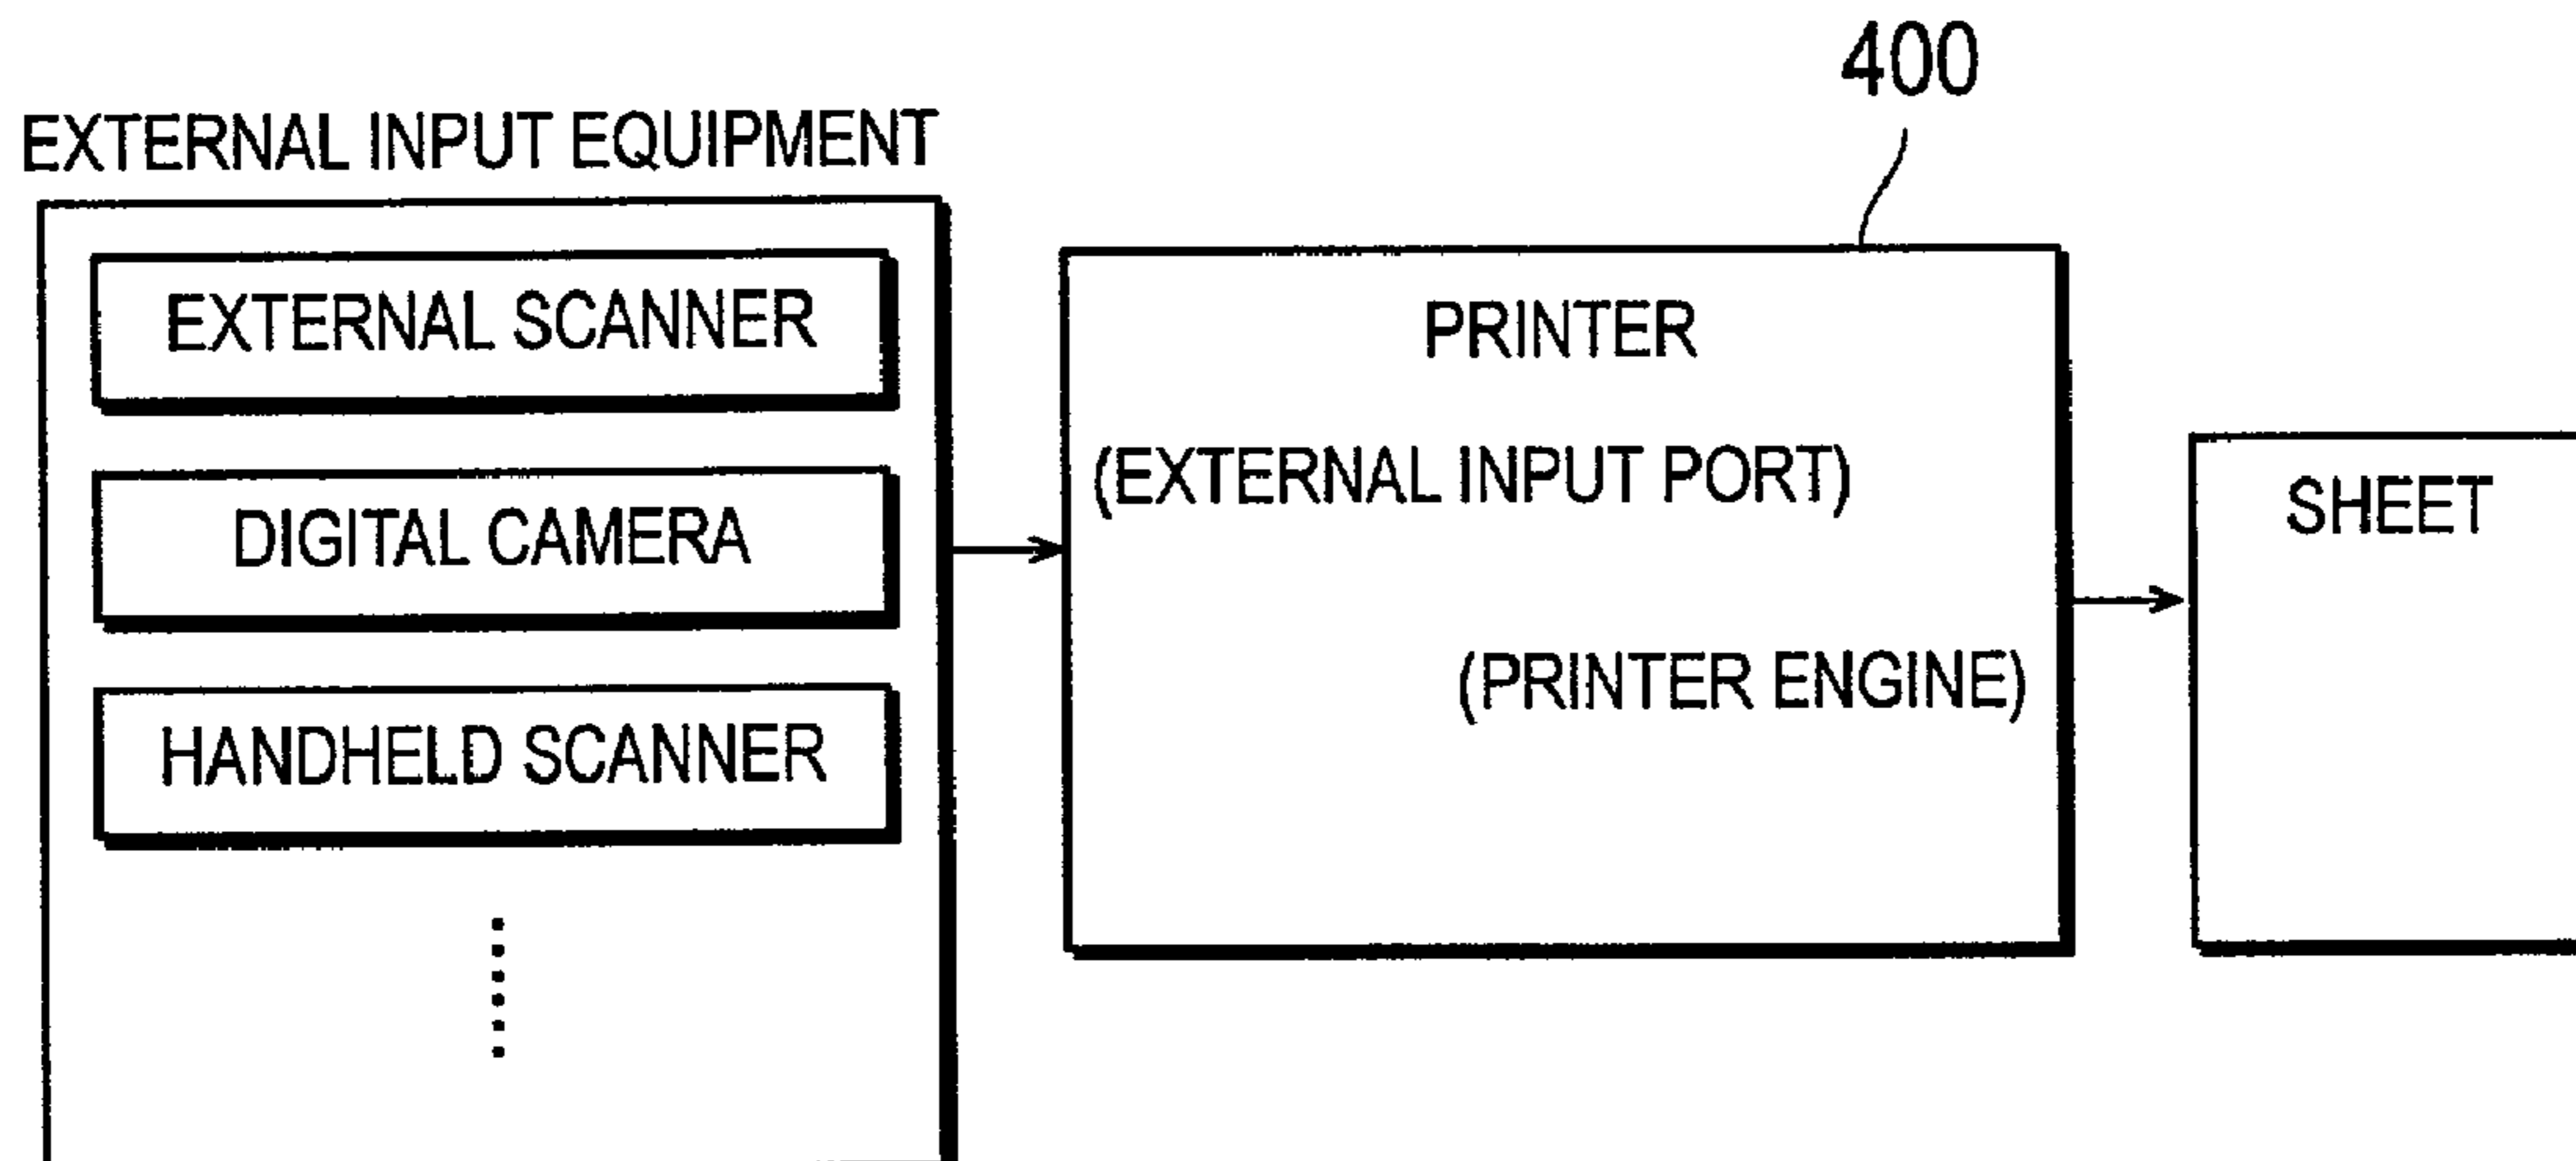 400
EXTERNAL INPUT EQUIPMENT
EXTERNAL SCANNER
DIGITAL CAMERA
HANDHELD SCANNER
PRINTER
(EXTERNAL INPUT PORT)
(PRINTER ENGINE)
SHEET